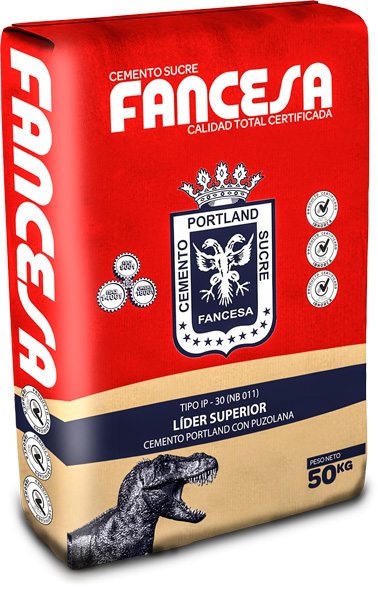 CEMENTO SUCRE
FANCESA
CALIDAD TOTAL CERTIFICADA
FANCESA
CEMENTO
PORTLAND
SUCRE
FANCESA
TIPO IP - 30 (NB 011)
LÍDER SUPERIOR
CEMENTO PORTLAND CON PUZOLANA
PESO NETO
50KG